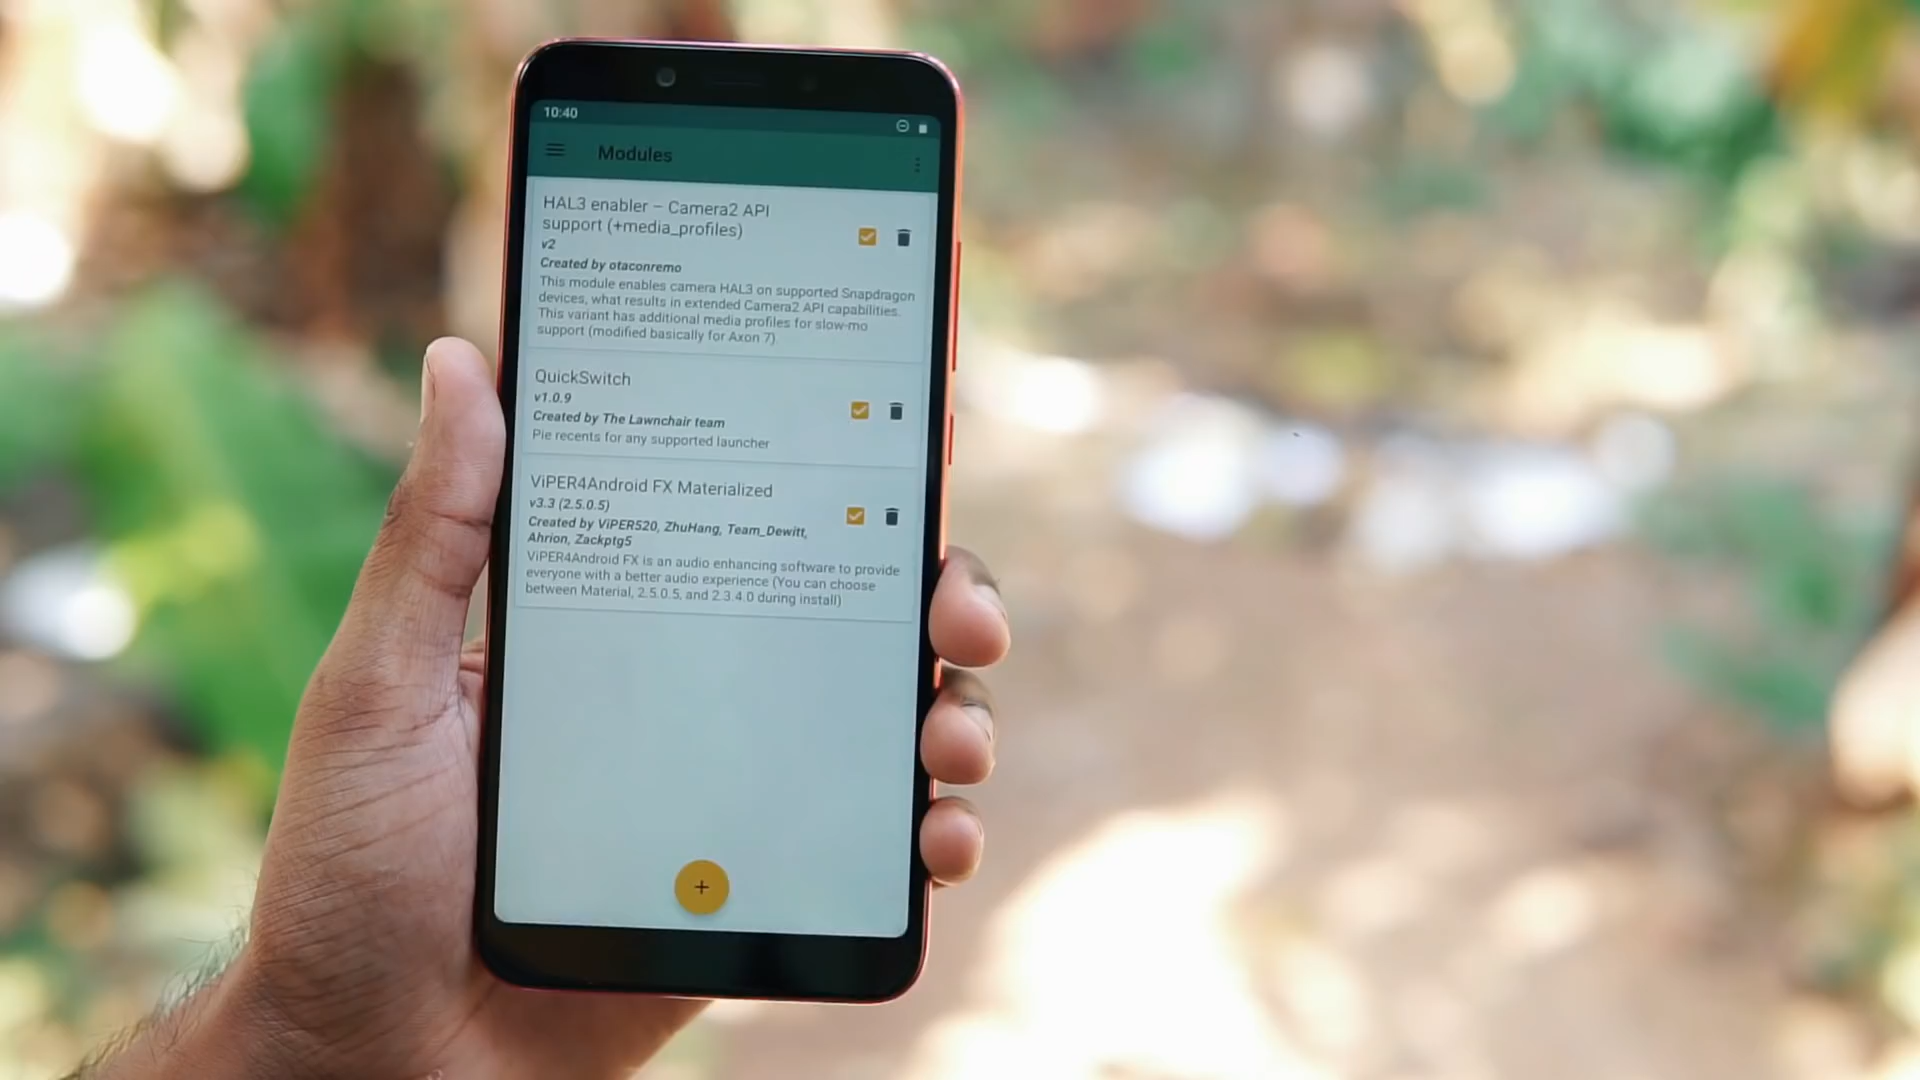 10:40
Modules
HAL3 enabler – Camera2 API
support (+media_profiles)
v2
Created by otaconremo
This module enables camera HAL3 on supported Snapdragon
devices, what results in extended Camera2 API capabilities.
This variant has additional media profiles for slow-mo
support (modified basically for Axon 7).
QuickSwitch
v1.0.9
Created by The Lawnchair team
Pie recents for any supported launcher
ViPER4Android FX Materialized
v3.3 (2.5.0.5)
Created by ViPER520, ZhuHang, Team_Dewitt,
Ahrion, Zackptg5
ViPER4Android FX is an audio enhancing software to provide
everyone with a better audio experience (You can choose
between Material, 2.5.0.5, and 2.3.4.0 during install)
+